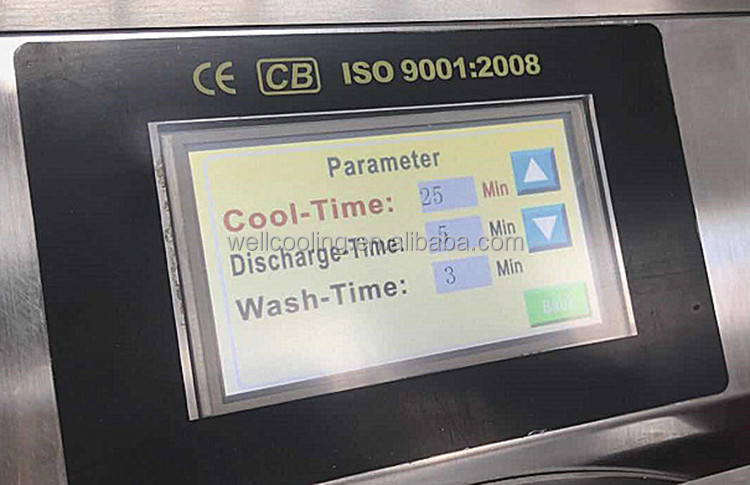 CE CB ISO 9001:2008
Parameter
Cool-Time: 25 Min
Discharge-Time: 5 Min
wellcooling.en.alibaba.com
Wash-Time: 3 Min
Back